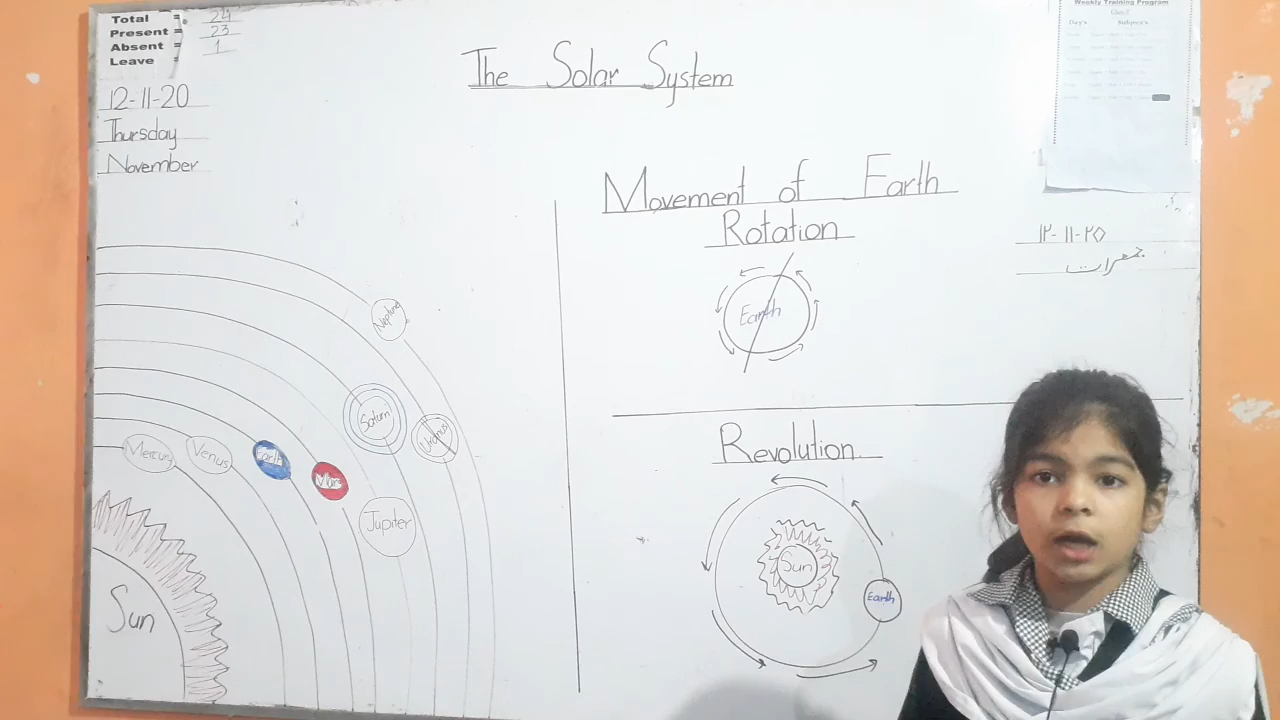 Total = 24
Present = 23
Absent = 1
Leave =
12-11-20
Thursday
November
The Solar System
Movement of Earth
Rotation
Earth
Revolution
Sun
Earth
Neptune
Saturn
Uranus
Mercury
Venus
Earth
Mars
Jupiter
Sun
Weekly Training Program
Day's
Subject's
۱۲-۱۱-۲۰
جمعرات